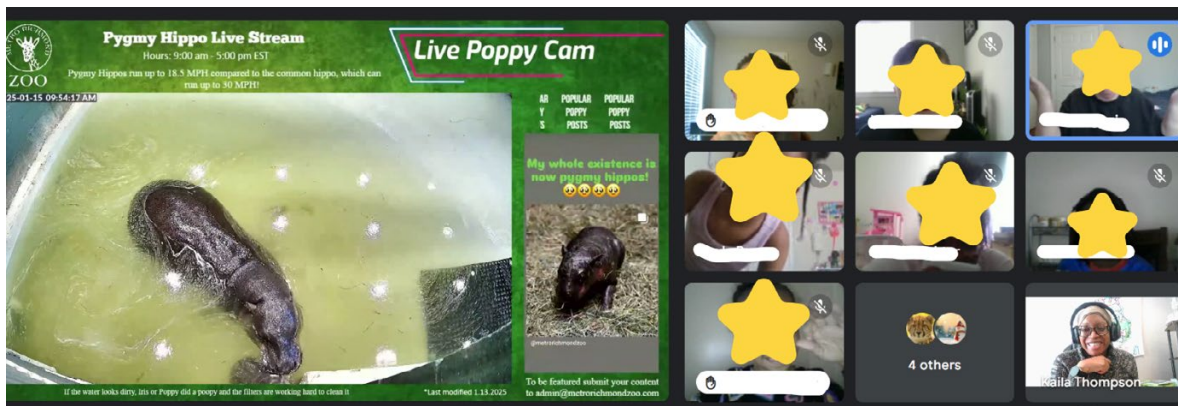 METRO RICHMOND
ZOO
Pygmy Hippo Live Stream
Hours: 9:00 am - 5:00 pm EST
Pygmy Hippos run up to 18.5 MPH compared to the common hippo, which can
run up to 30 MPH!
Live Poppy Cam
25-01-15 09:54:17 AM
AR POPULAR POPULAR
Y POPPY POPPY
S POSTS POSTS
My whole existence is
now pygmy hippos!
🥺🥺🥺🥺
@metrorichmondzoo
If the water looks dirty, Iris or Poppy did a poopy and the filters are working hard to clean it
*Last modified 1.13.2025
To be featured submit your content
to admin@metrorichmondzoo.com
4 others
Kaila Thompson